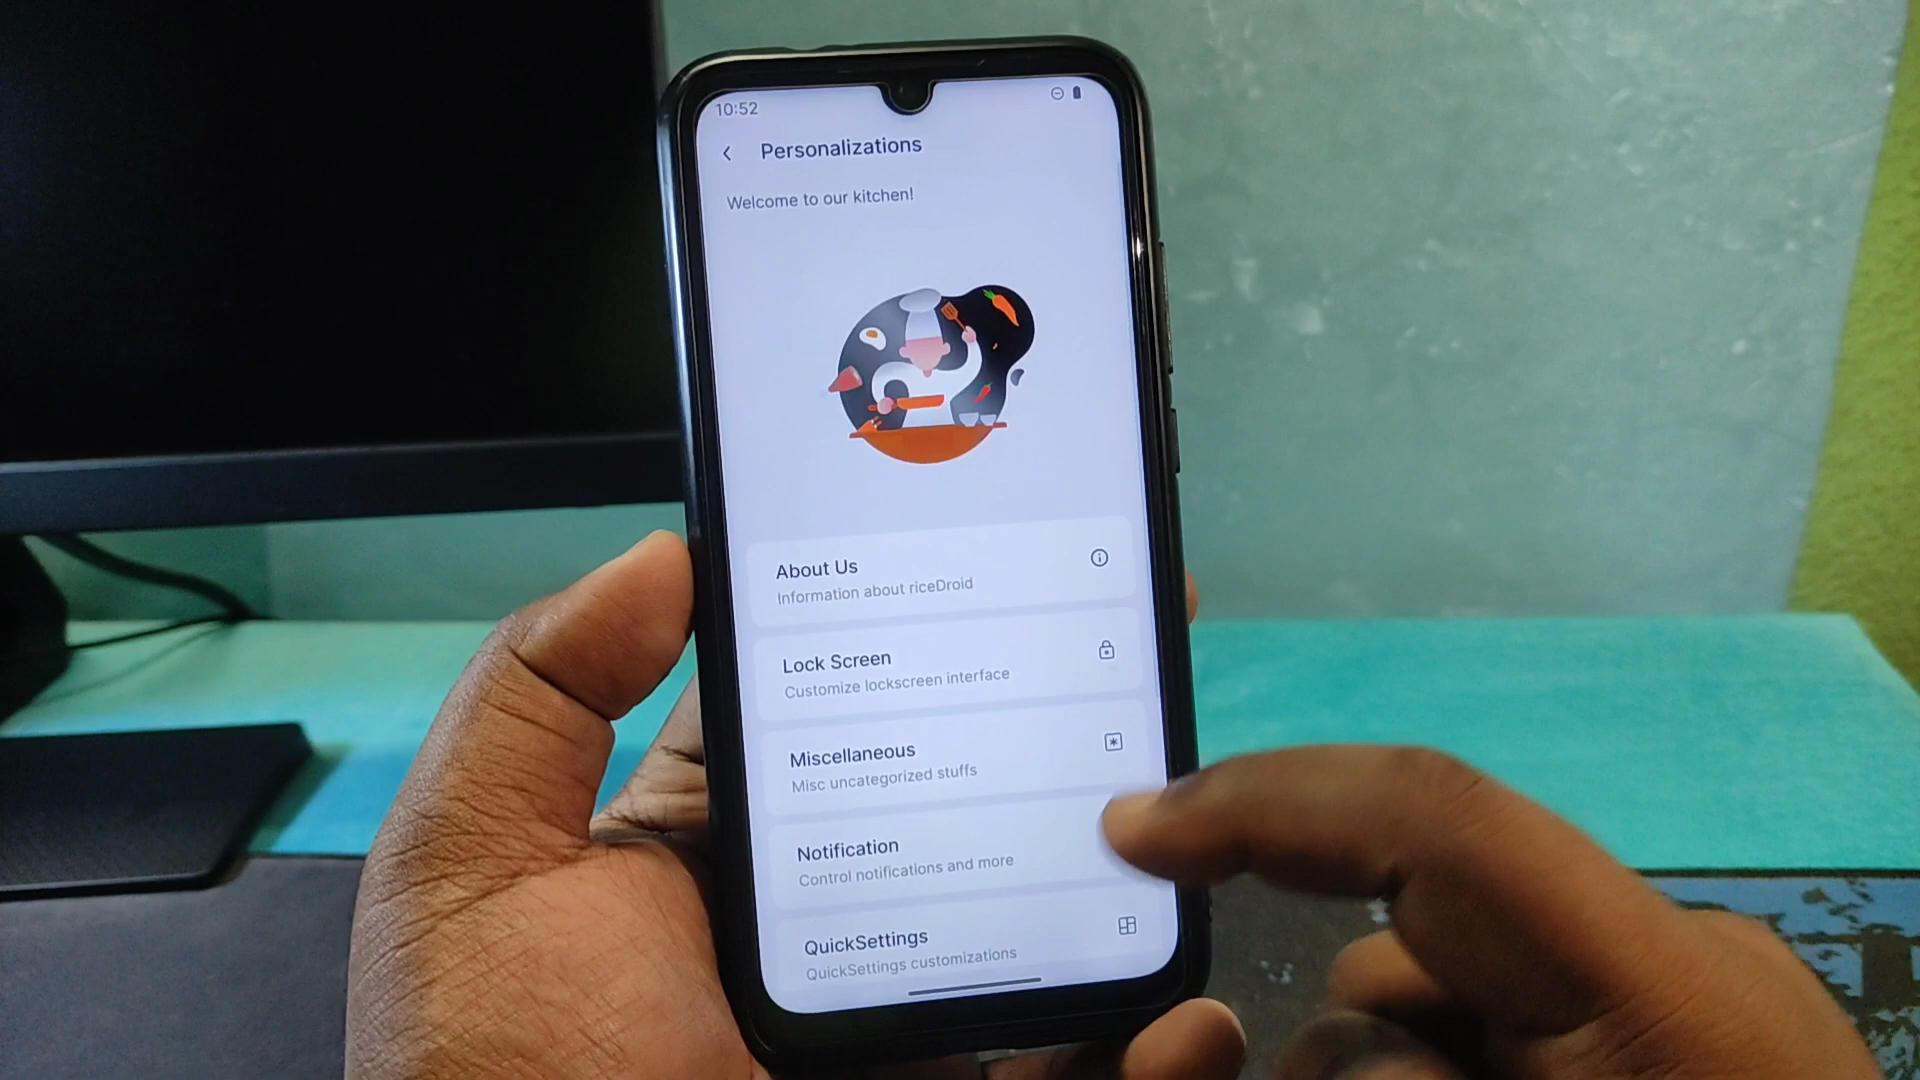 10:52
Personalizations
Welcome to our kitchen!
About Us
Information about riceDroid
Lock Screen
Customize lockscreen interface
Miscellaneous
Misc uncategorized stuffs
Notification
Control notifications and more
QuickSettings
QuickSettings customizations